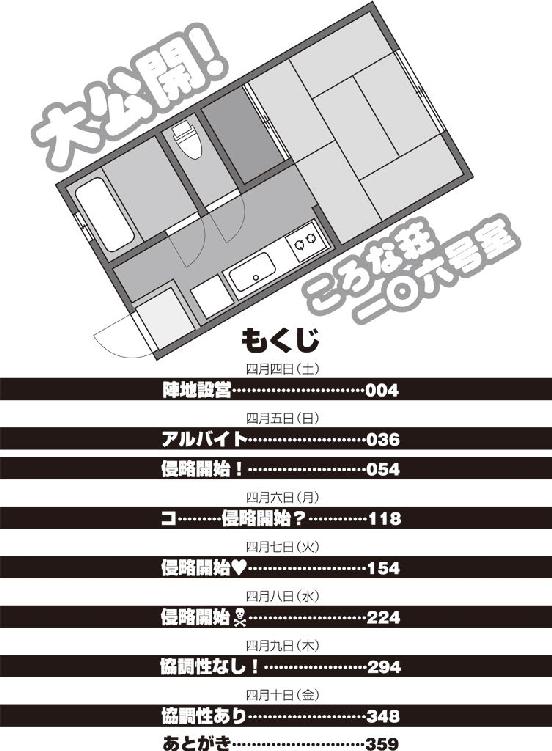 大公開!
ころな荘
一〇六号室
もくじ
四月四日(土)
陣地設営…………………………004
四月五日(日)
アルバイト………………………036
侵略開始!………………………054
四月六日(月)
コ………侵略開始?…………118
四月七日(火)
侵略開始♥………………………154
四月八日(水)
侵略開始☠………………………224
四月九日(木)
協調性なし!……………………294
四月十日(金)
協調性あり………………………348
あとがき…………………………359